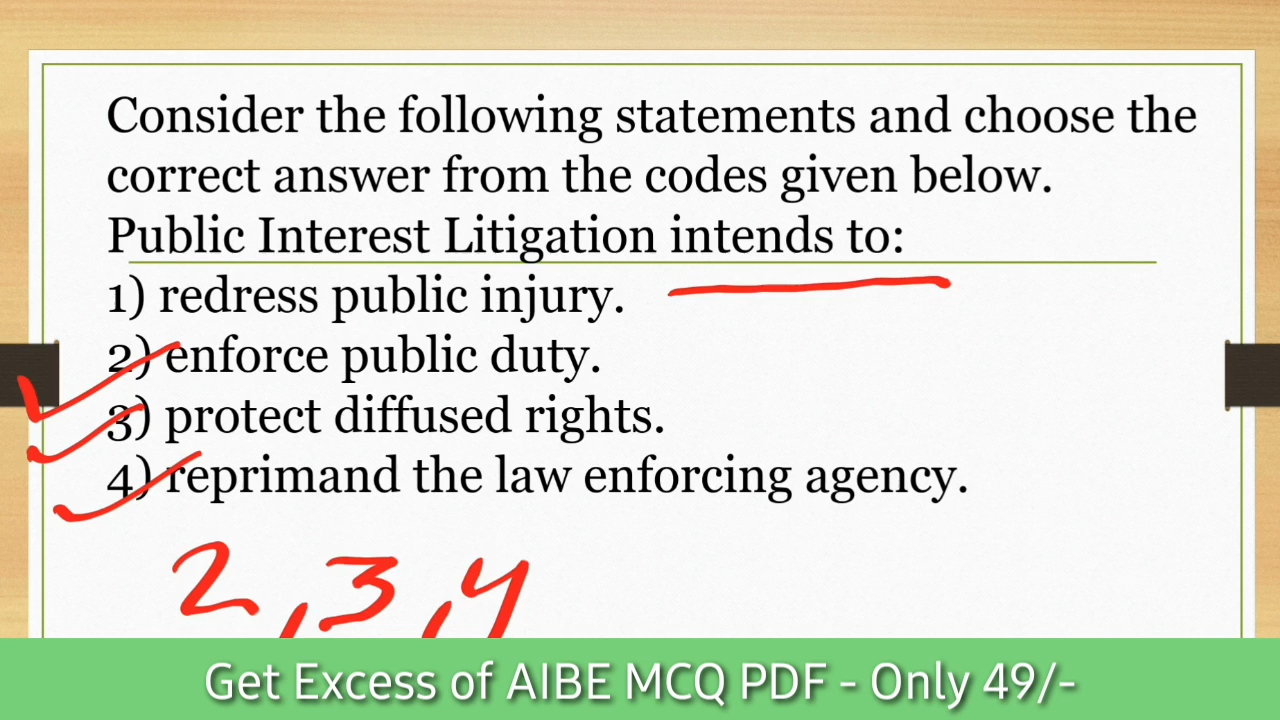 Consider the following statements and choose the
correct answer from the codes given below.
Public Interest Litigation intends to:
1) redress public injury.
2) enforce public duty.
3) protect diffused rights.
4) reprimand the law enforcing agency.
2,3,4
Get Excess of AIBE MCQ PDF - Only 49/-